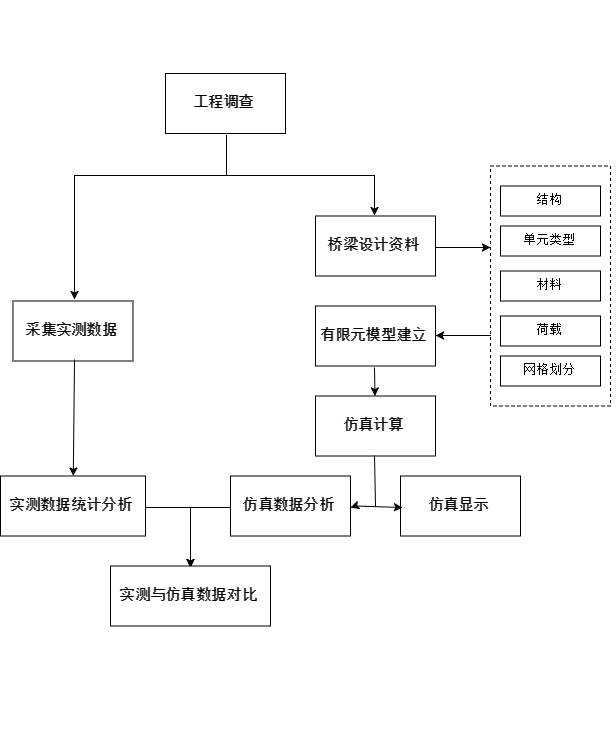 工程调查
桥梁设计资料
结构
单元类型
材料
荷载
网格划分
采集实测数据
有限元模型建立
仿真计算
实测数据统计分析
仿真数据分析
仿真显示
实测与仿真数据对比